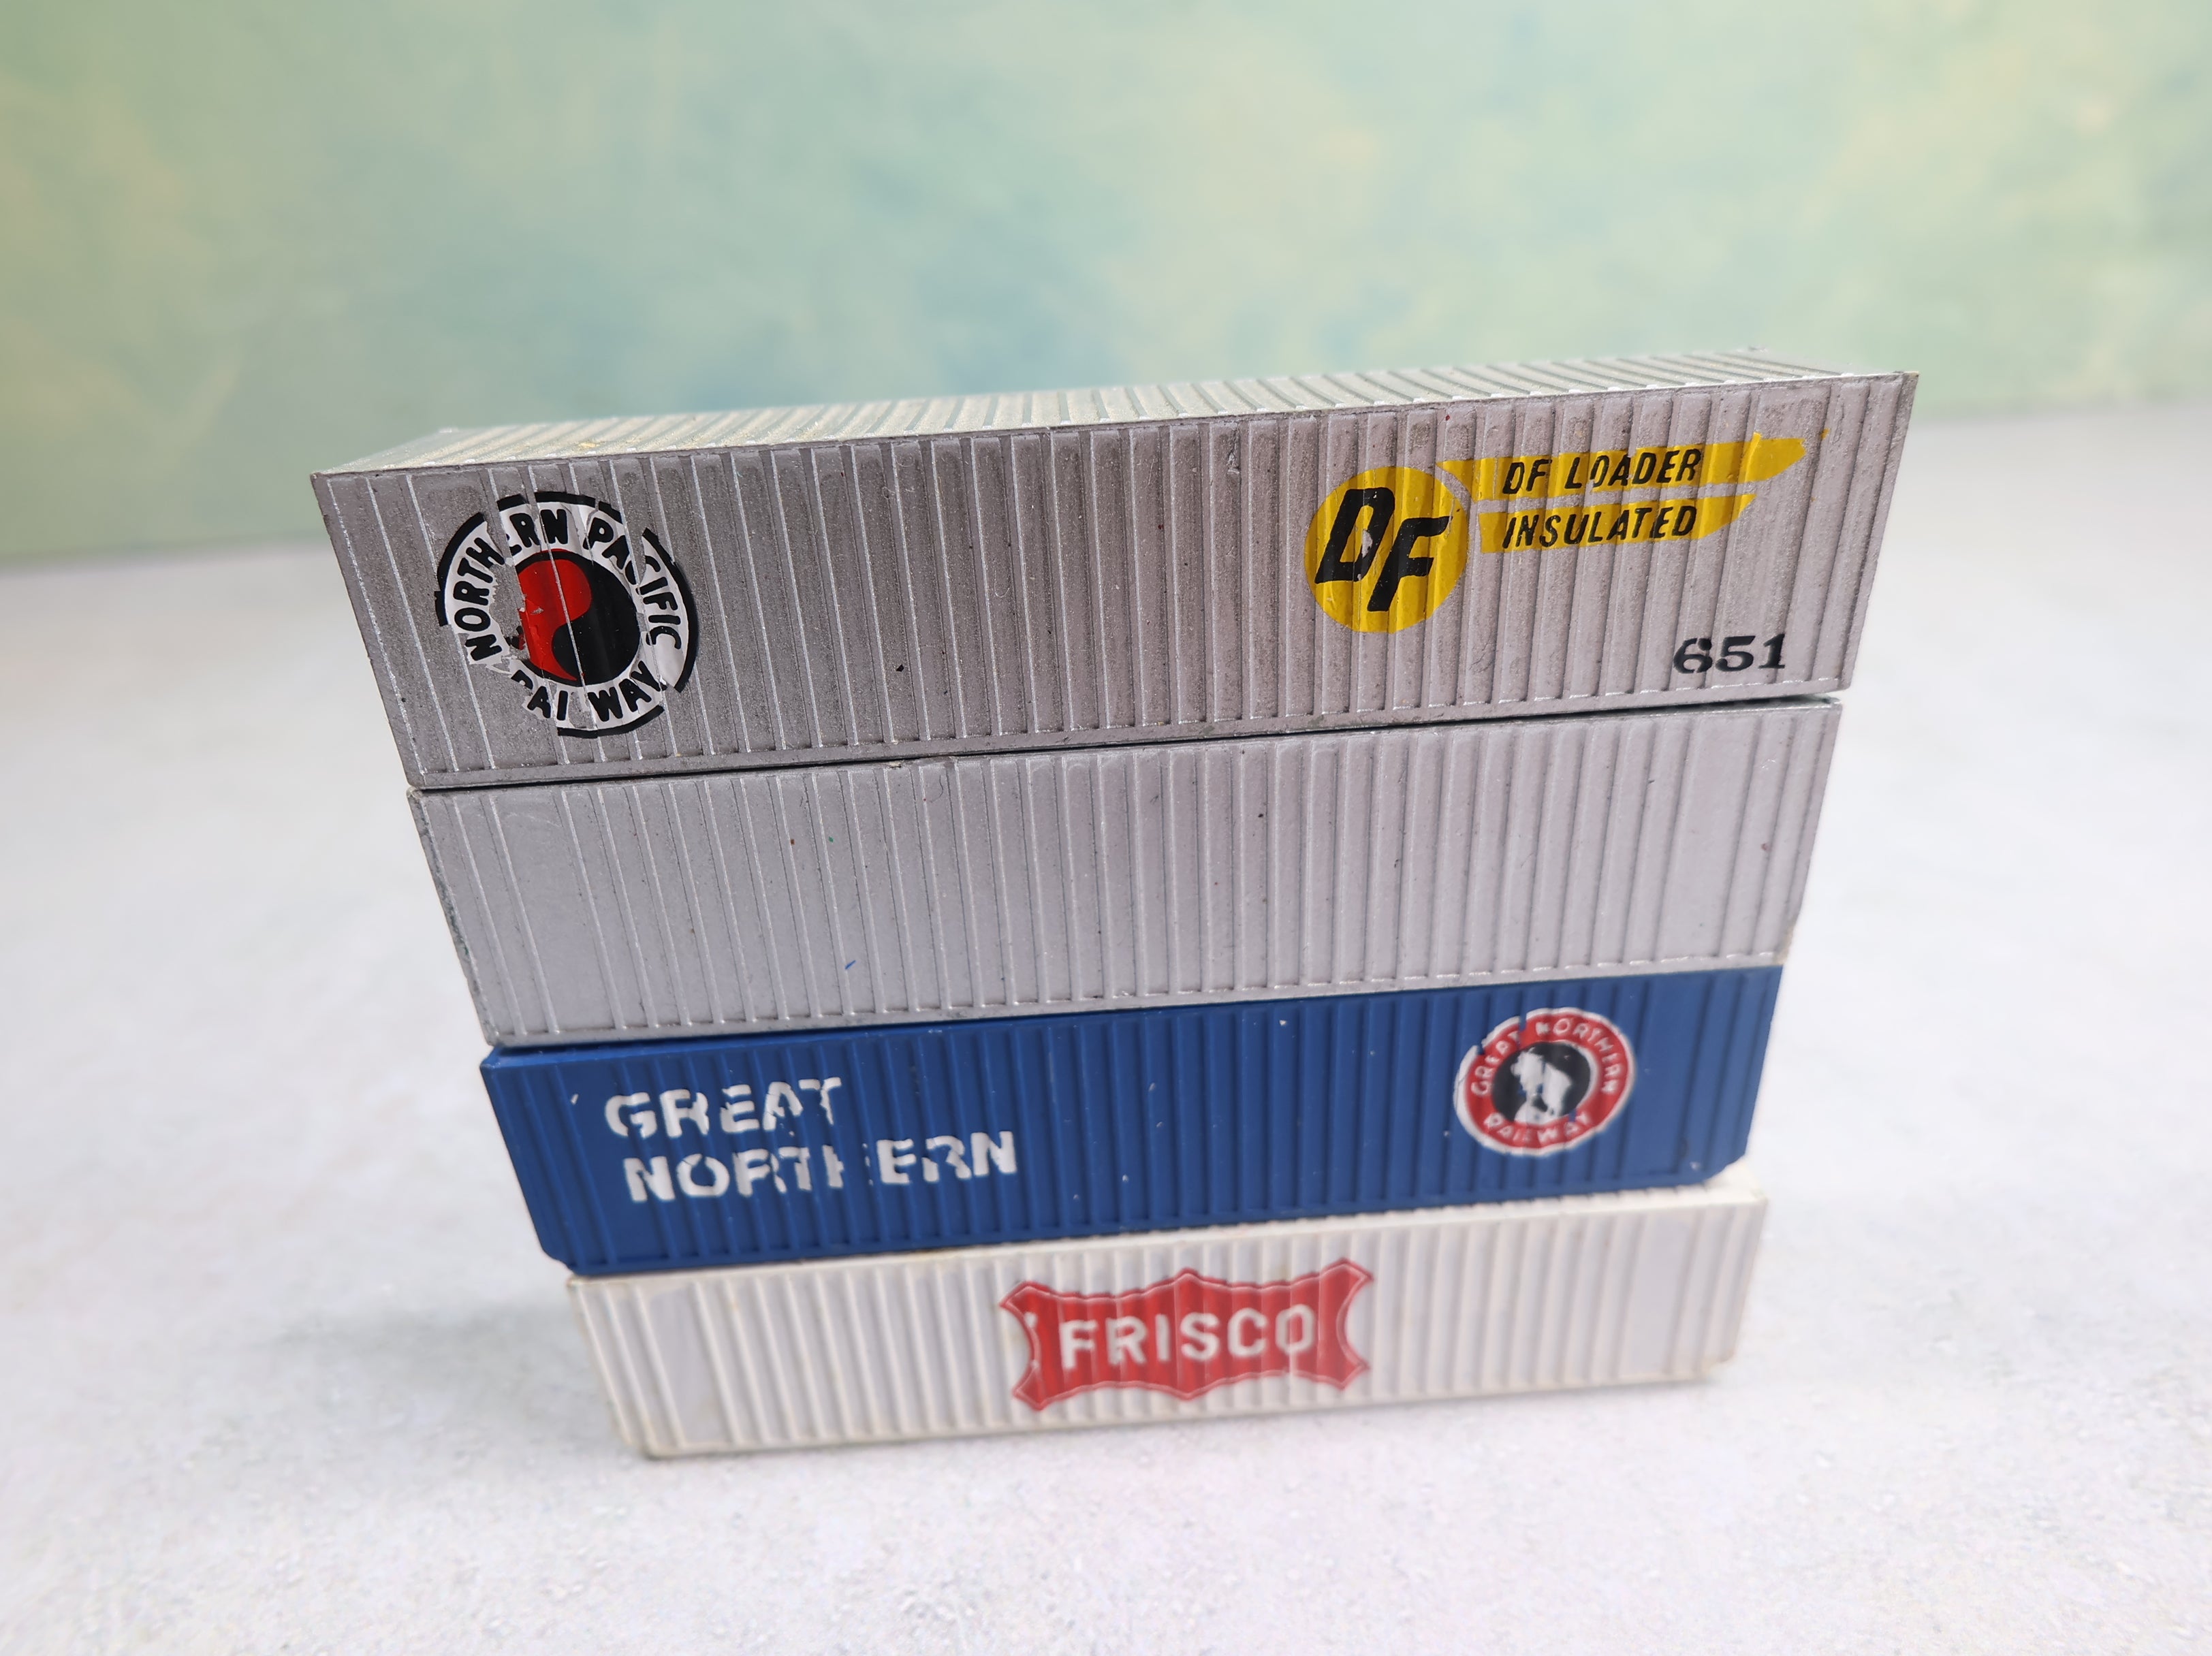 NORTHERN PACIFIC
RAILWAY
DF
DF LOADER
INSULATED
651
GREAT
NORTHERN
GREAT NORTHERN
RAILWAY
FRISCO